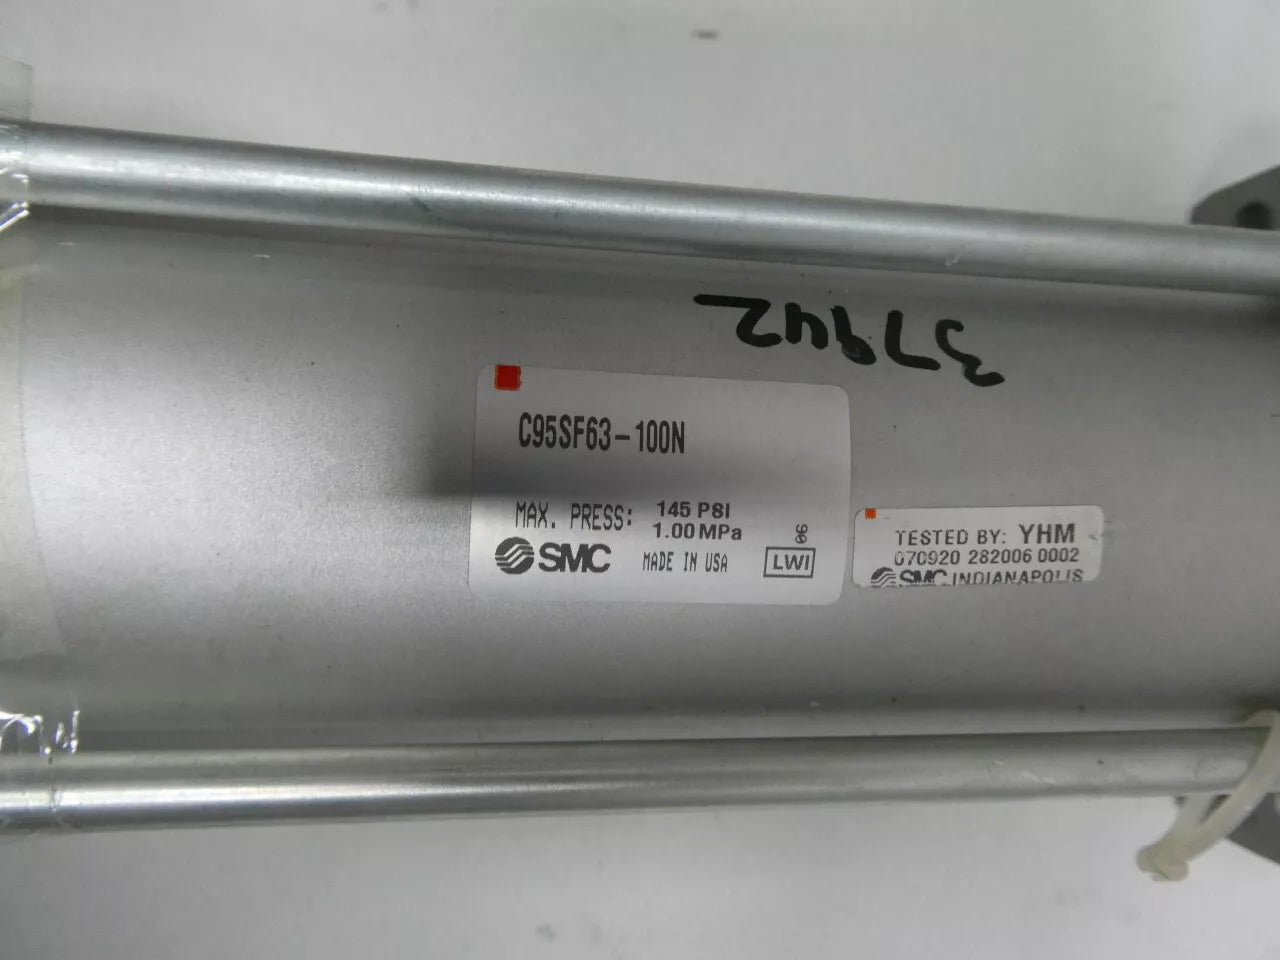 37942
C95SF63-100N
MAX. PRESS: 145 PSI
1.00 MPa
SMC MADE IN USA LWI
TESTED BY: YHM
070920 282006 0002
SMC INDIANAPOLIS